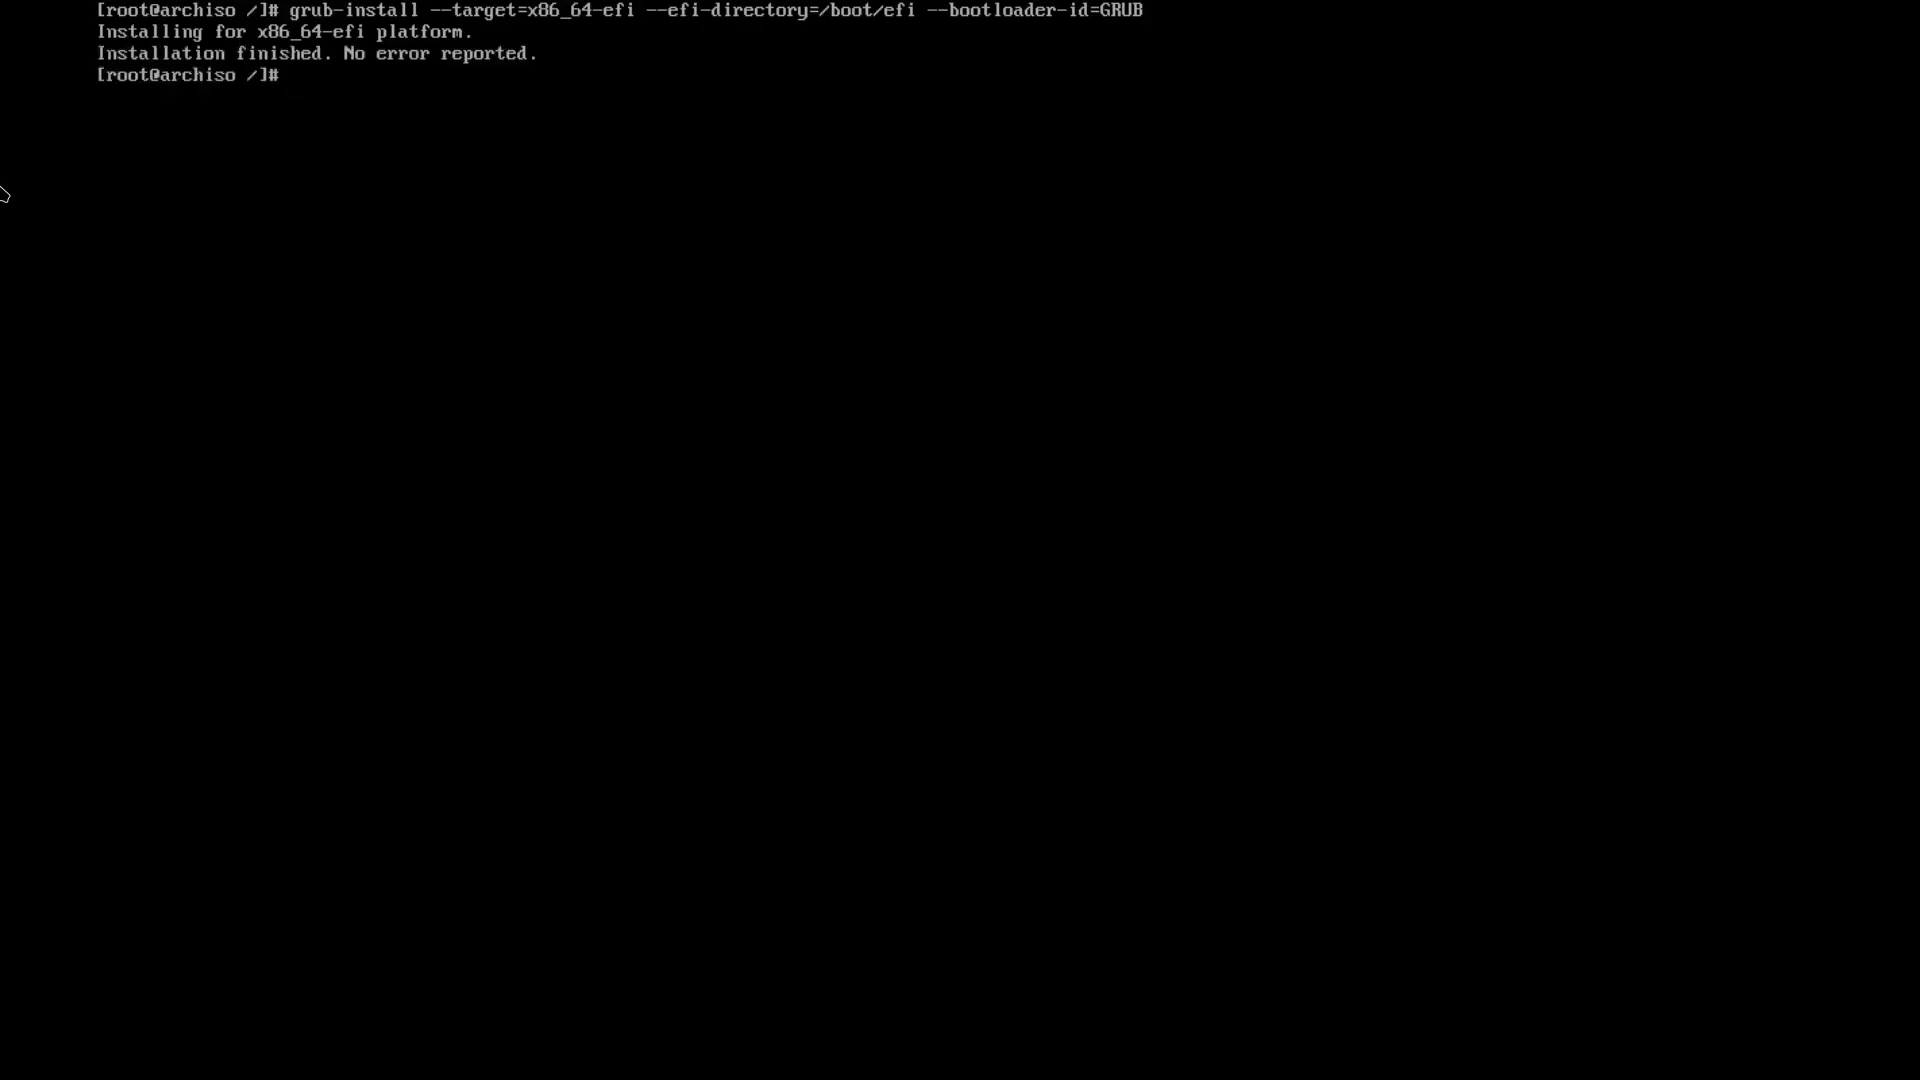 [root@archiso /]# grub-install --target=x86_64-efi --efi-directory=/boot/efi --bootloader-id=GRUB
Installing for x86_64-efi platform.
Installation finished. No error reported.
[root@archiso /]#